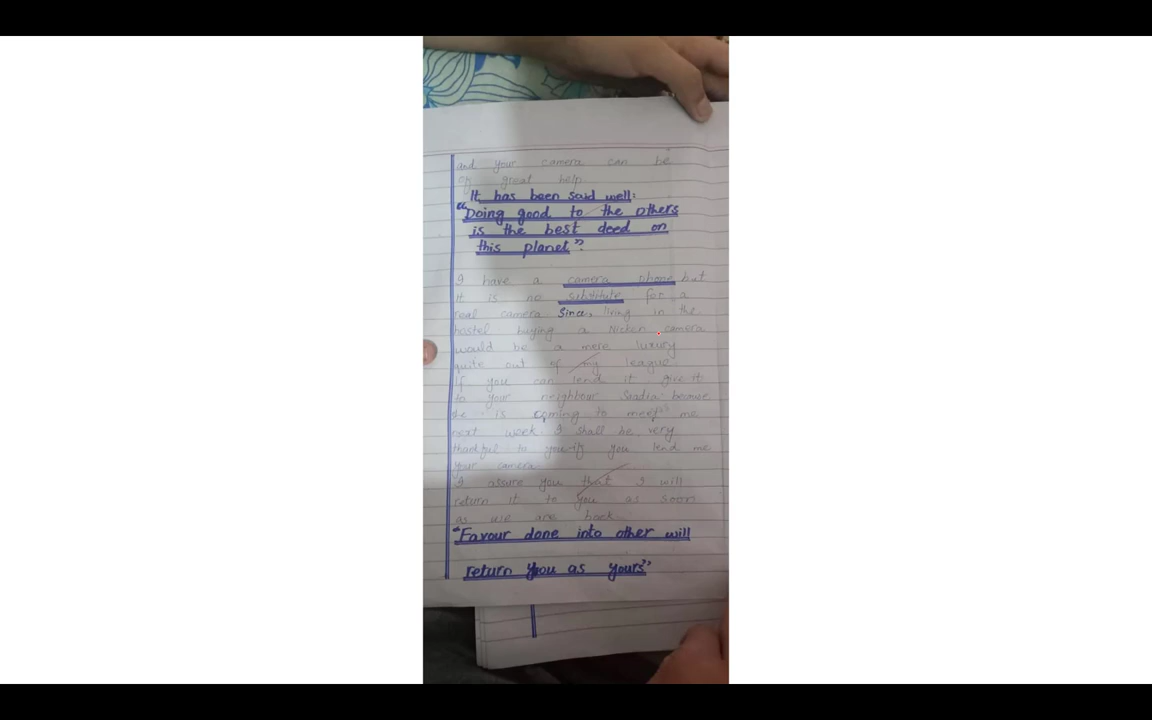 and your camera can be
of great help
It has been said well:
"Doing good to the others
is the best deed on
this planet".
I have a camera phone but
it is no substitute for a
real camera Since, living in the
hostel buying a Nicken camera
would be a mere luxury
quite out of my league
If you can lend it, give it
to your neighbour Saadia because
she is coming to meet me
next week. I shall be very
thankful to you if you lend me
your camera
I assure you that I will
return it to you as soon
as we are back
"Favour done into other will
return you as yours"